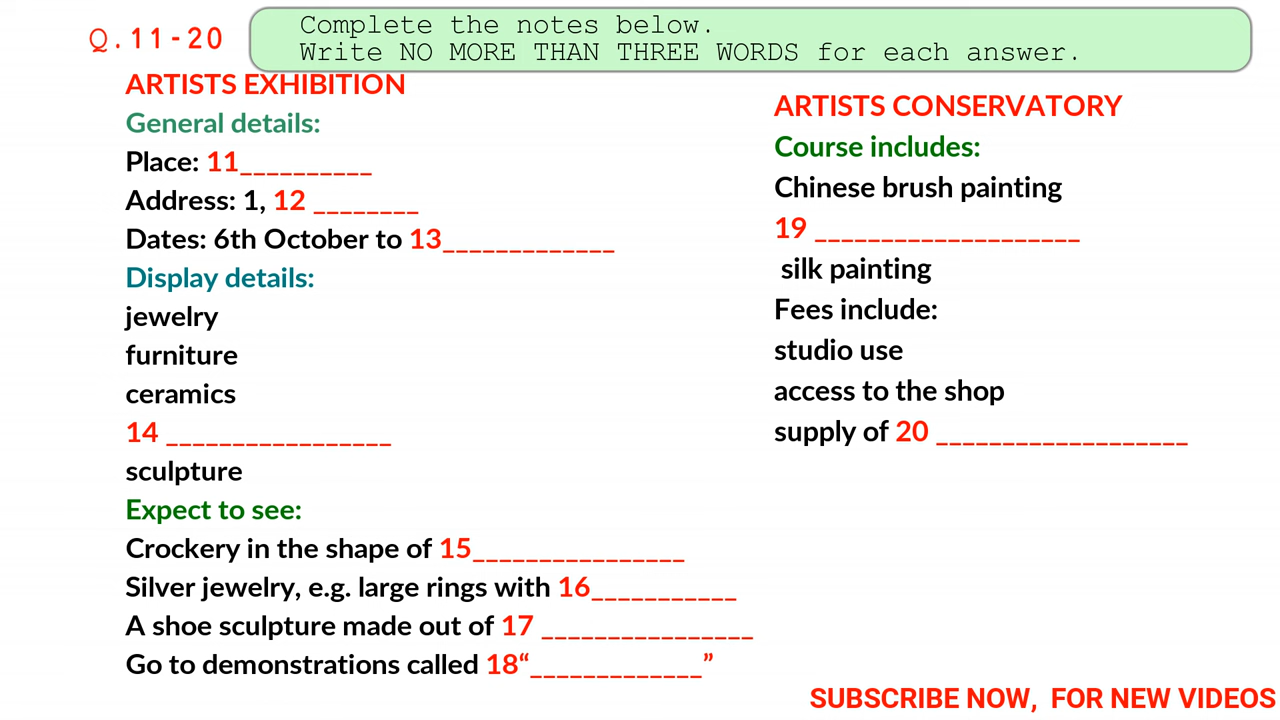 Q.11-20
Complete the notes below.
Write NO MORE THAN THREE WORDS for each answer.
ARTISTS EXHIBITION
General details:
Place: 11__________
Address: 1, 12 ________
Dates: 6th October to 13_____________
Display details:
jewelry
furniture
ceramics
14 _________________
sculpture
Expect to see:
Crockery in the shape of 15________________
Silver jewelry, e.g. large rings with 16___________
A shoe sculpture made out of 17 ________________
Go to demonstrations called 18“_____________”
ARTISTS CONSERVATORY
Course includes:
Chinese brush painting
19 ____________________
silk painting
Fees include:
studio use
access to the shop
supply of 20 ___________________
SUBSCRIBE NOW, FOR NEW VIDEOS